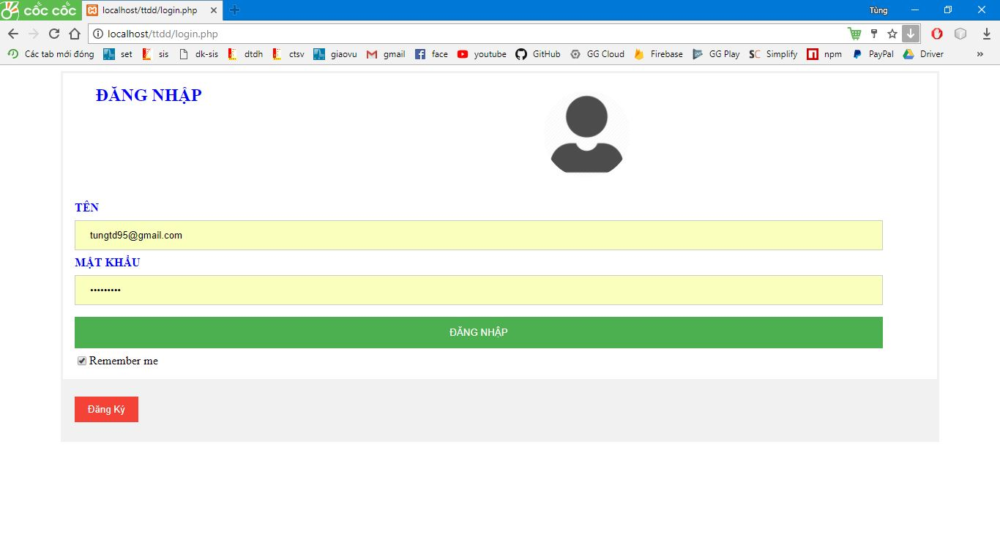 cốc cốc
localhost/ttdd/login.php
Tùng
localhost/ttdd/login.php
Các tab mới đóng set sis dk-sis dtdh ctsv giaovu gmail face youtube GitHub GG Cloud Firebase GG Play SC Simplify npm PayPal Driver »
ĐĂNG NHẬP
TÊN
tungtd95@gmail.com
MẬT KHẨU
•••••••••
ĐĂNG NHẬP
Remember me
Đăng Ký